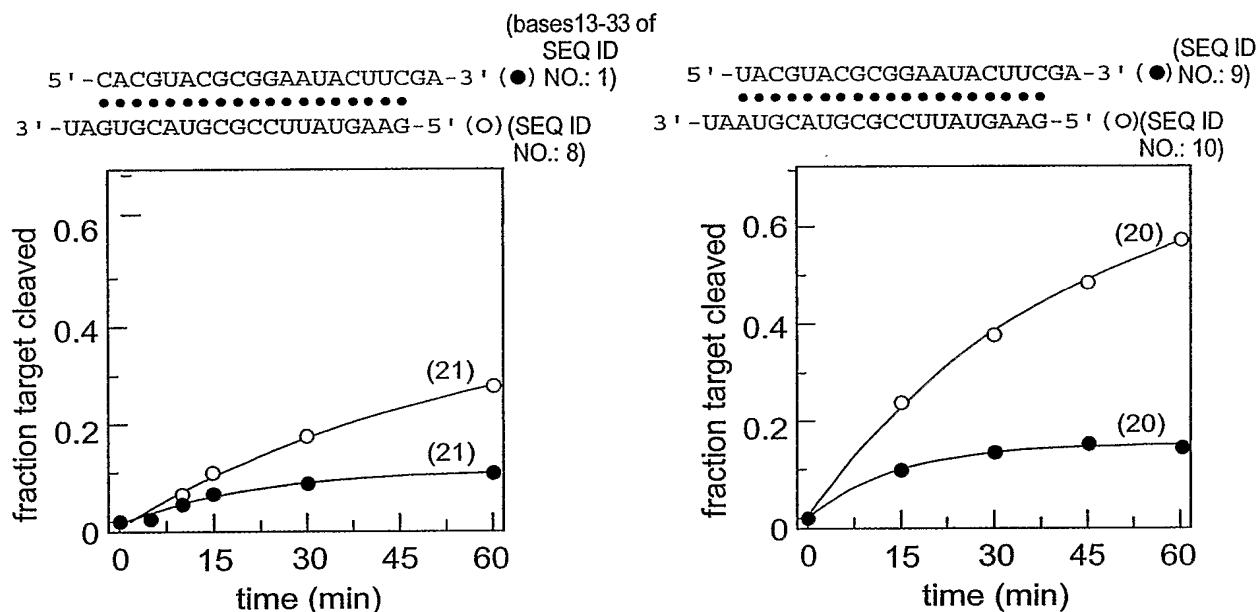 (bases13-33 of
SEQ ID
NO.: 1)
5'-CACGUACGCGGAAUACUUCGA-3' (●)
3'-UAGUGCAUGCGCCUUAUGAAG-5' (○) (SEQ ID
NO.: 8)
fraction target cleaved
0.6
0.4
0.2
0
(21)
(21)
0 15 30 45 60
time (min)
(SEQ ID
NO.: 9)
5'-UACGUACGCGGAAUACUUCGA-3' (●)
3'-UAAUGCAUGCGCCUUAUGAAG-5' (○)(SEQ ID
NO.: 10)
fraction target cleaved
0.6
0.4
0.2
0
(20)
(20)
0 15 30 45 60
time (min)